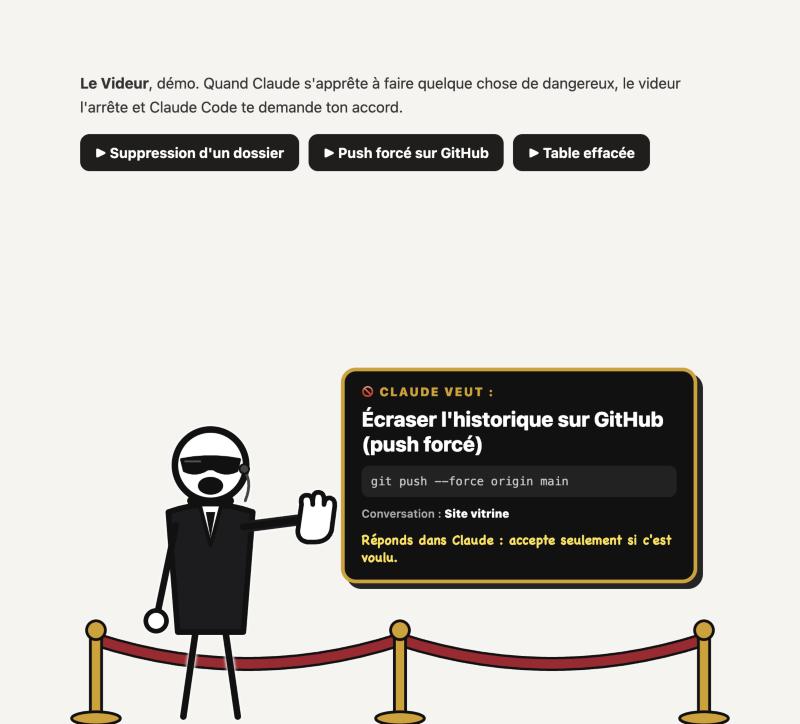 Le Videur, démo. Quand Claude s'apprête à faire quelque chose de dangereux, le videur
l'arrête et Claude Code te demande ton accord.
▶ Suppression d'un dossier ▶ Push forcé sur GitHub ▶ Table effacée
🚫 CLAUDE VEUT :
Écraser l'historique sur GitHub
(push forcé)
git push --force origin main
Conversation : Site vitrine
Réponds dans Claude : accepte seulement si c'est
voulu.